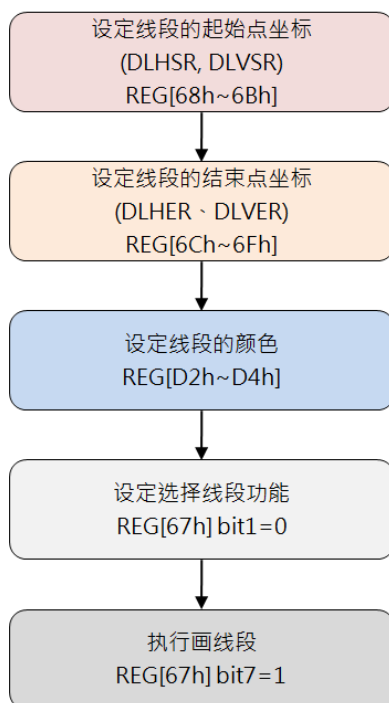 设定线段的起始点坐标
(DLHSR, DLVSR)
REG[68h~6Bh]
设定线段的结束点坐标
(DLHER、DLVER)
REG[6Ch~6Fh]
设定线段的颜色
REG[D2h~D4h]
设定选择线段功能
REG[67h] bit1=0
执行画线段
REG[67h] bit7=1